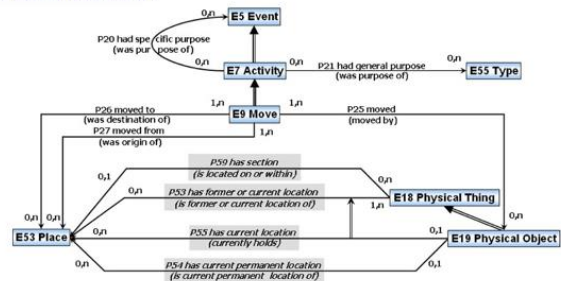 E5 Event
0,n
P20 had specific purpose
(was purpose of)
0,n
E7 Activity
0,n
P21 had general purpose
(was purpose of)
0,n
E55 Type
P26 moved to
(was destination of)
P27 moved from
(was origin of)
1,n
E9 Move
1,n
1,n
P25 moved
(moved by)
P59 has section
(is located on or within)
0,1
0,n
P53 has former or current location
(is former or current location of)
0,n
1,n
E18 Physical Thing
0,n
0,n
0,n
E53 Place
0,n
P55 has current location
(currently holds)
0,1
E19 Physical Object
0,n
P54 has current permanent location
(is current permanent location of)
0,1